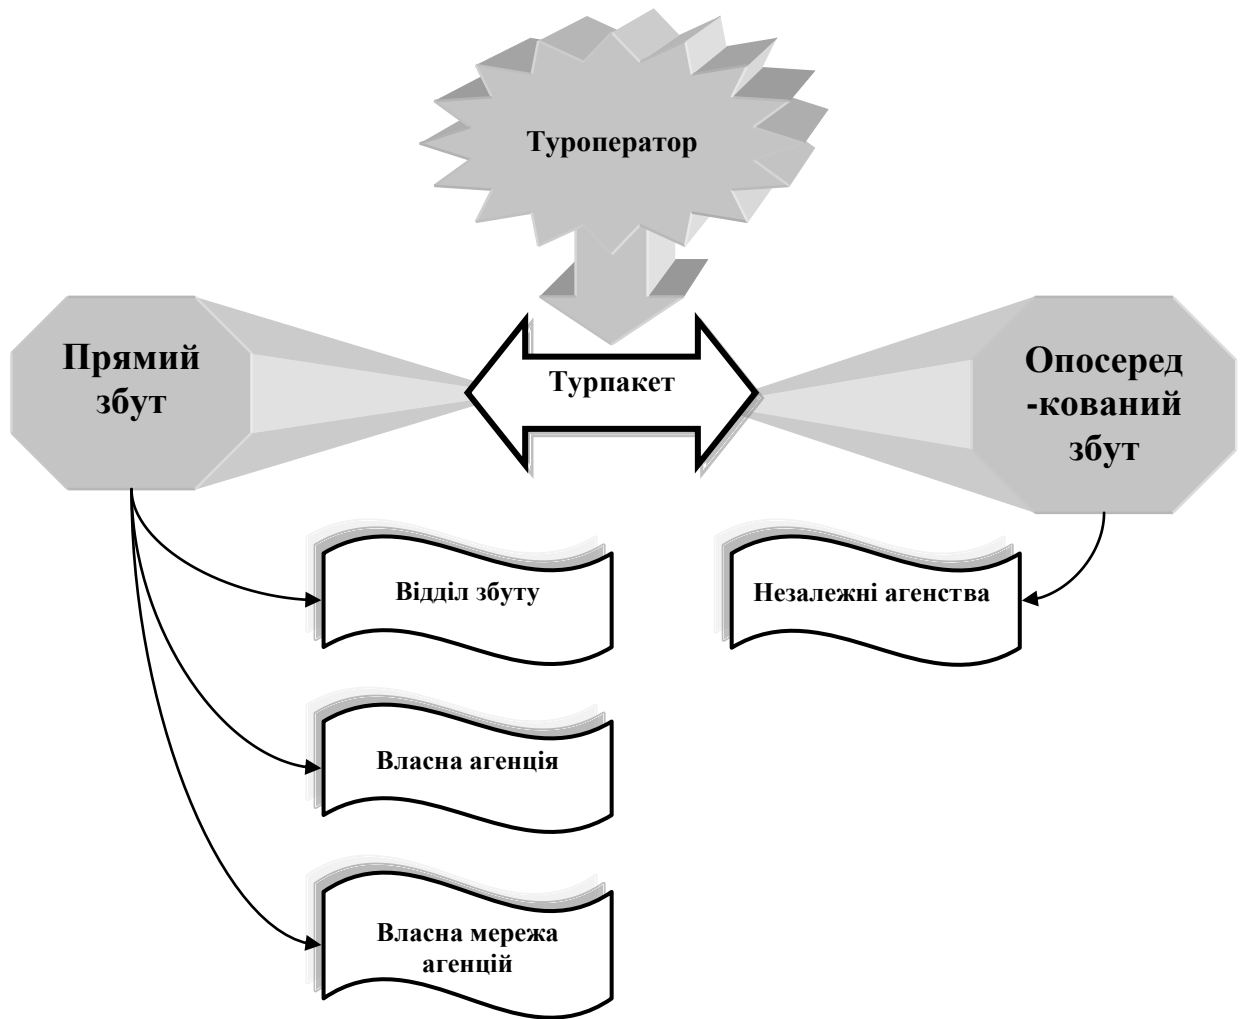 Туроператор
Прямий
збут
Турпакет
Опосеред
-кований
збут
Відділ збуту
Незалежні агенства
Власна агенція
Власна мережа
агенцій